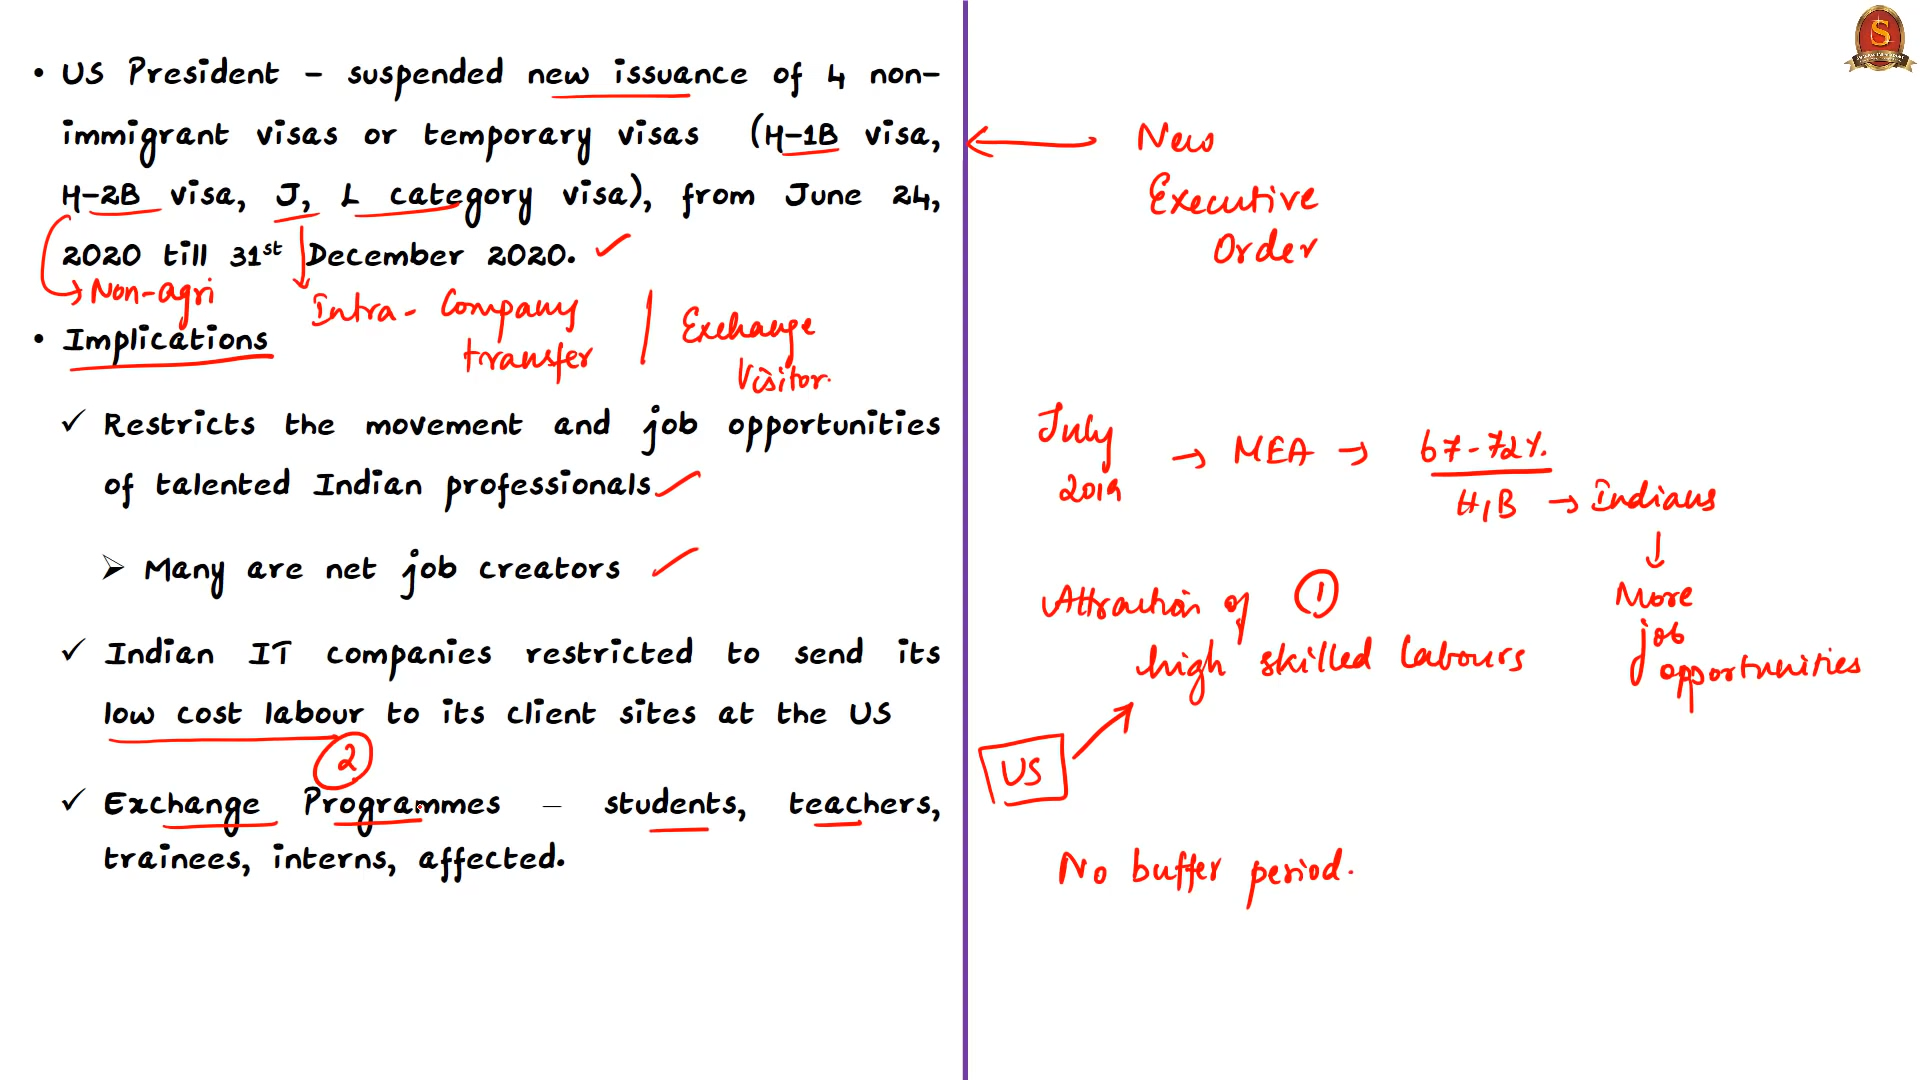 • US President – suspended new issuance of 4 non-
immigrant visas or temporary visas (H-1B visa,
H-2B visa, J, L category visa), from June 24,
2020 till 31st December 2020.
Non-agri
Intra - Company
transfer
Exchange
Visitor.
• Implications
✓ Restricts the movement and job opportunities
of talented Indian professionals
➢ Many are net job creators
✓ Indian IT companies restricted to send its
low cost labour to its client sites at the US
2
✓ Exchange Programmes – students, teachers,
trainees, interns, affected.
New
Executive
Order
July
2019
→ MEA → 67-72%.
H1B → Indians
More
job
opportunities
Attraction of 1
high skilled labours
US
No buffer period.
S